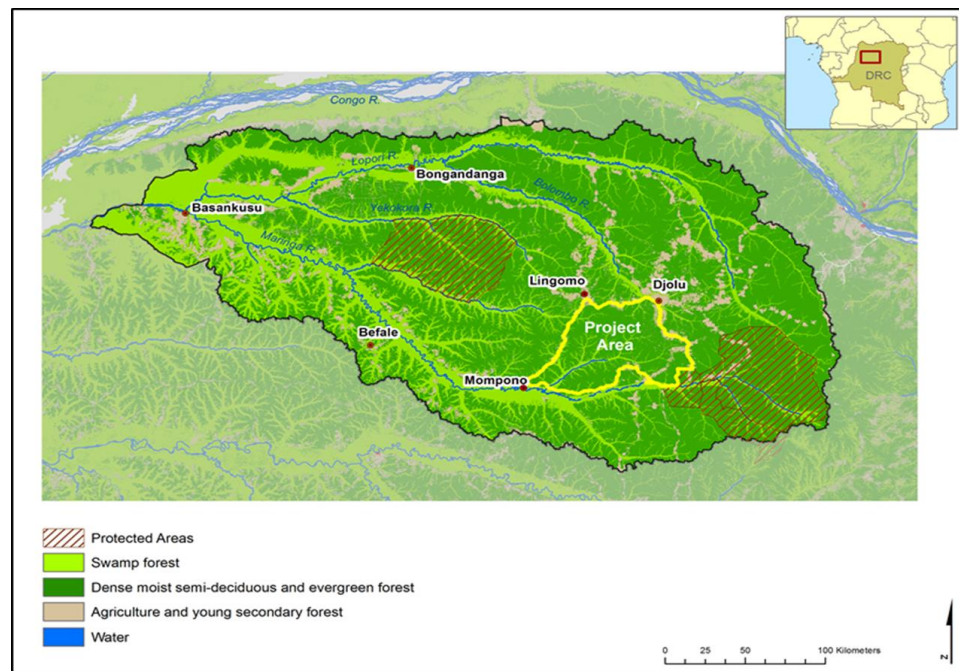 DRC
Congo R.
Lopori R.
Bongandanga
Bolombo R.
Basankusu
Yekokora R.
Maringa R.
Lingomo
Djolu
Project
Area
Befale
Mompono
Protected Areas
Swamp forest
Dense moist semi-deciduous and evergreen forest
Agriculture and young secondary forest
Water
0 25 50 100 Kilometers
N